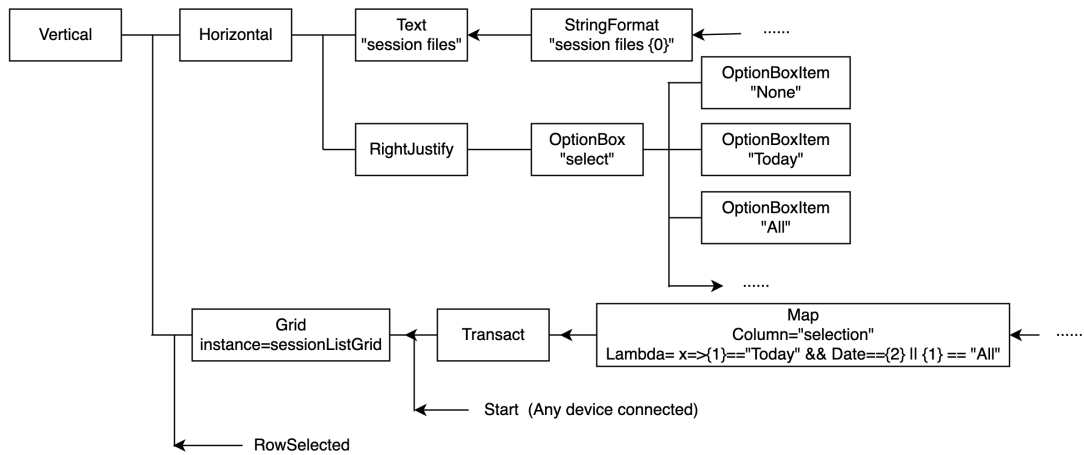 Vertical
Horizontal
Text
"session files"
StringFormat
"session files {0}"
......
OptionBoxItem
"None"
RightJustify
OptionBox
"select"
OptionBoxItem
"Today"
OptionBoxItem
"All"
......
Grid
instance=sessionListGrid
Transact
Map
Column="selection"
Lambda= x=>{1}=="Today" && Date=={2} || {1} == "All"
......
Start (Any device connected)
RowSelected